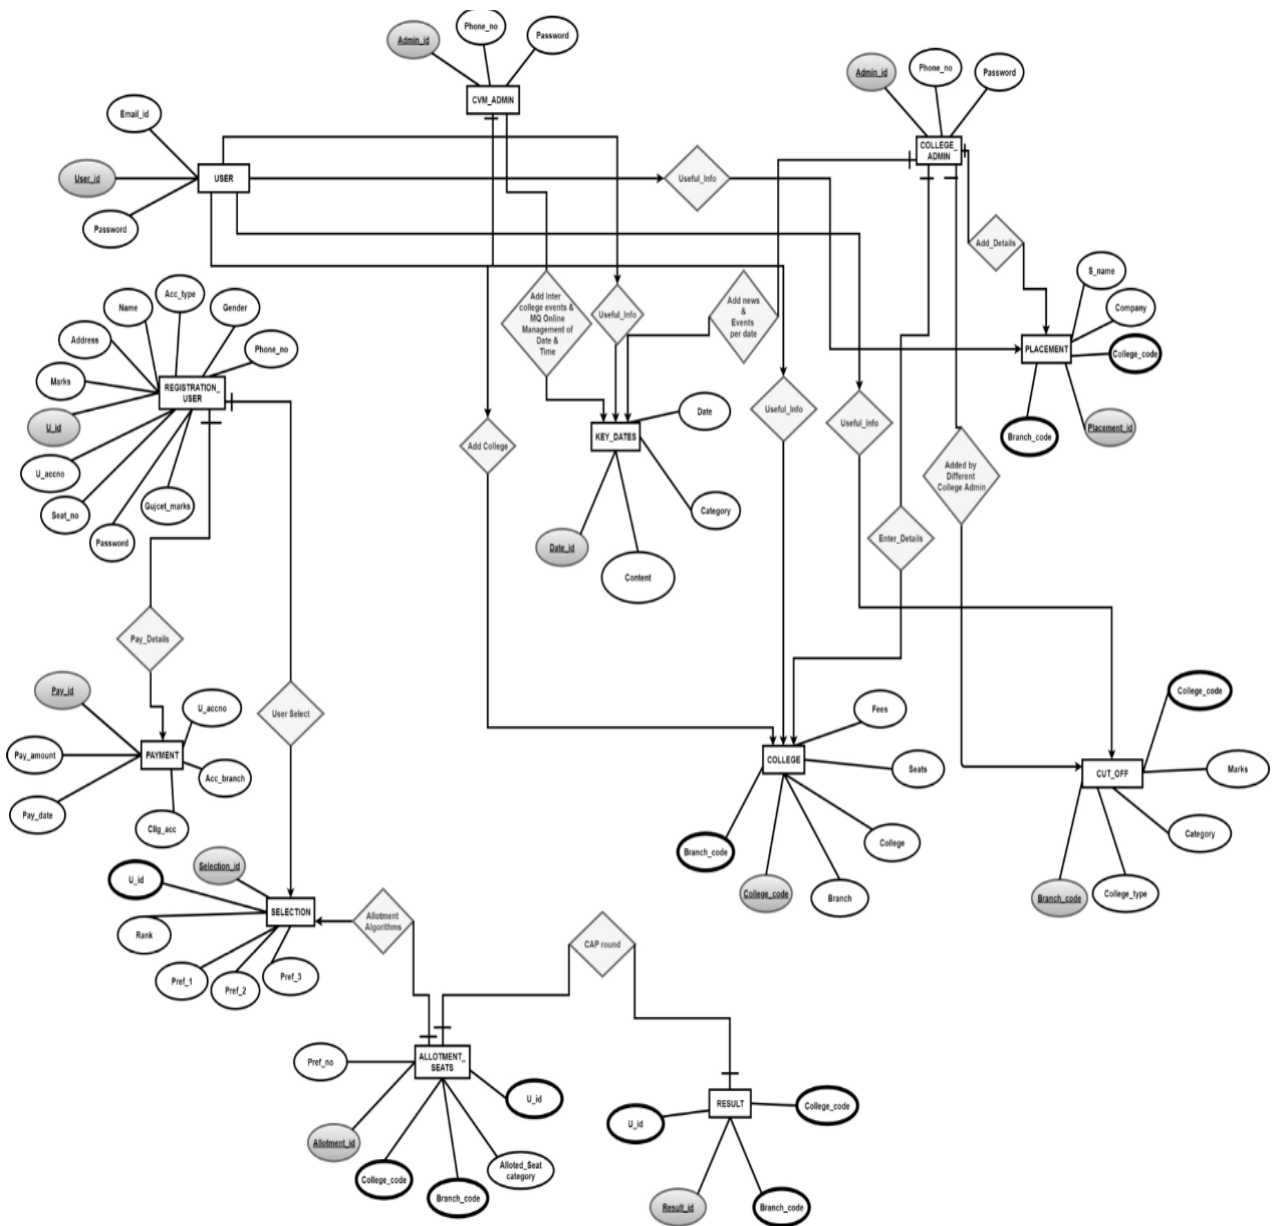 Admin_id
Phone_no
Password
CVM_ADMIN
Admin_id
Phone_no
Password
COLLEGE_
ADMIN
Email_id
User_id
USER
Password
Useful_Info
Add_Details
S_name
Company
College_code
PLACEMENT
Branch_code
Placement_id
Acc_type
Name
Gender
Address
Phone_no
Marks
REGISTRATION_
USER
U_id
U_accno
Seat_no
Password
Gujcet_marks
Add Inter
college events &
MQ Online
Management of
Date &
Time
Useful_Info
Add news
&
Events
per date
Date
KEY_DATES
Category
Date_id
Content
Add College
Useful_Info
Useful_Info
Added by
Different
College Admin
Enter_Details
Pay_Details
Pay_id
U_accno
Pay_amount
PAYMENT
Acc_branch
Pay_date
Cllg_acc
User Select
Fees
COLLEGE
Seats
Branch_code
College
College_code
Branch
College_code
CUT_OFF
Marks
Category
Branch_code
College_type
Selection_id
U_id
SELECTION
Rank
Pref_1
Pref_2
Pref_3
Allotment
Algorithms
CAP round
Pref_no
ALLOTMENT_
SEATS
U_id
Allotment_id
College_code
Branch_code
Alloted_Seat
category
RESULT
College_code
U_id
Result_id
Branch_code